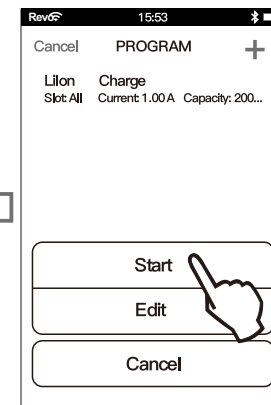 Revo 15:53
Cancel PROGRAM +
LiIon Charge
Slot: All Current: 1.00 A Capacity: 200...
Start
Edit
Cancel